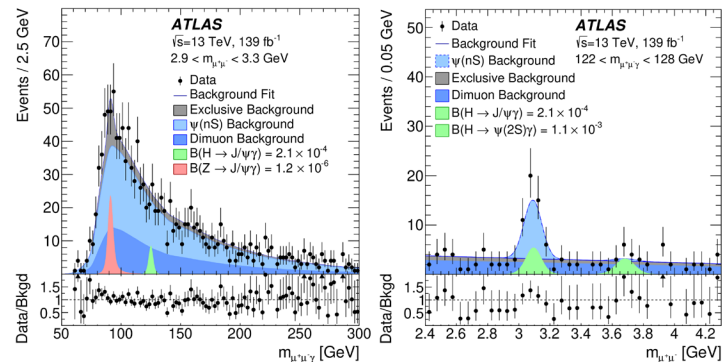 ATLAS
√s=13 TeV, 139 fb⁻¹
2.9 < mμ⁺μ⁻ < 3.3 GeV
Data
Background Fit
Exclusive Background
ψ(nS) Background
Dimuon Background
B(H → J/ψγ) = 2.1 × 10⁻⁴
B(Z → J/ψγ) = 1.2 × 10⁻⁶
Events / 2.5 GeV
80
70
60
50
40
30
20
10
Data/Bkgd
1.5
1
0.5
50 100 150 200 250 300
mμ⁺μ⁻γ [GeV]
Data
Background Fit
ψ(nS) Background
Exclusive Background
Dimuon Background
B(H → J/ψγ) = 2.1 × 10⁻⁴
B(H → ψ(2S)γ) = 1.1 × 10⁻³
ATLAS
√s=13 TeV, 139 fb⁻¹
122 < mμ⁺μ⁻γ < 128 GeV
Events / 0.05 GeV
50
40
30
20
10
Data/Bkgd
1.5
1
0.5
2.4 2.6 2.8 3 3.2 3.4 3.6 3.8 4 4.2
mμ⁺μ⁻ [GeV]